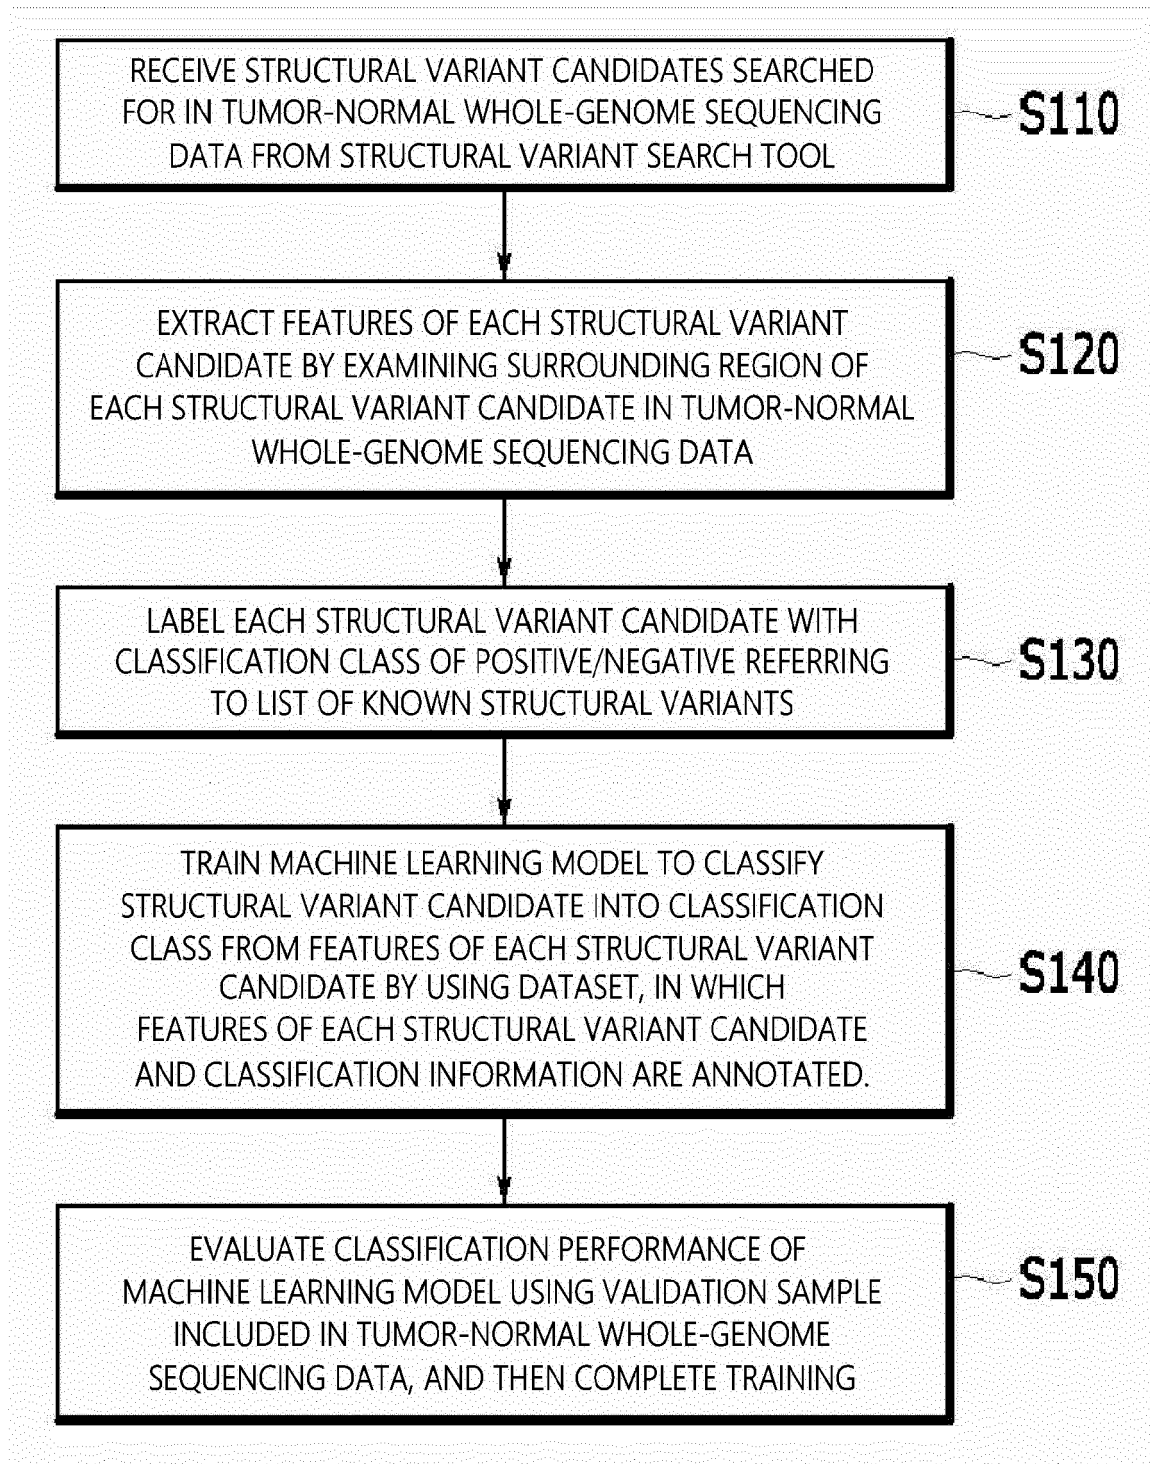 RECEIVE STRUCTURAL VARIANT CANDIDATES SEARCHED
FOR IN TUMOR-NORMAL WHOLE-GENOME SEQUENCING
DATA FROM STRUCTURAL VARIANT SEARCH TOOL
S110
EXTRACT FEATURES OF EACH STRUCTURAL VARIANT
CANDIDATE BY EXAMINING SURROUNDING REGION OF
EACH STRUCTURAL VARIANT CANDIDATE IN TUMOR-NORMAL
WHOLE-GENOME SEQUENCING DATA
S120
LABEL EACH STRUCTURAL VARIANT CANDIDATE WITH
CLASSIFICATION CLASS OF POSITIVE/NEGATIVE REFERRING
TO LIST OF KNOWN STRUCTURAL VARIANTS
S130
TRAIN MACHINE LEARNING MODEL TO CLASSIFY
STRUCTURAL VARIANT CANDIDATE INTO CLASSIFICATION
CLASS FROM FEATURES OF EACH STRUCTURAL VARIANT
CANDIDATE BY USING DATASET, IN WHICH
FEATURES OF EACH STRUCTURAL VARIANT CANDIDATE
AND CLASSIFICATION INFORMATION ARE ANNOTATED.
S140
EVALUATE CLASSIFICATION PERFORMANCE OF
MACHINE LEARNING MODEL USING VALIDATION SAMPLE
INCLUDED IN TUMOR-NORMAL WHOLE-GENOME
SEQUENCING DATA, AND THEN COMPLETE TRAINING
S150